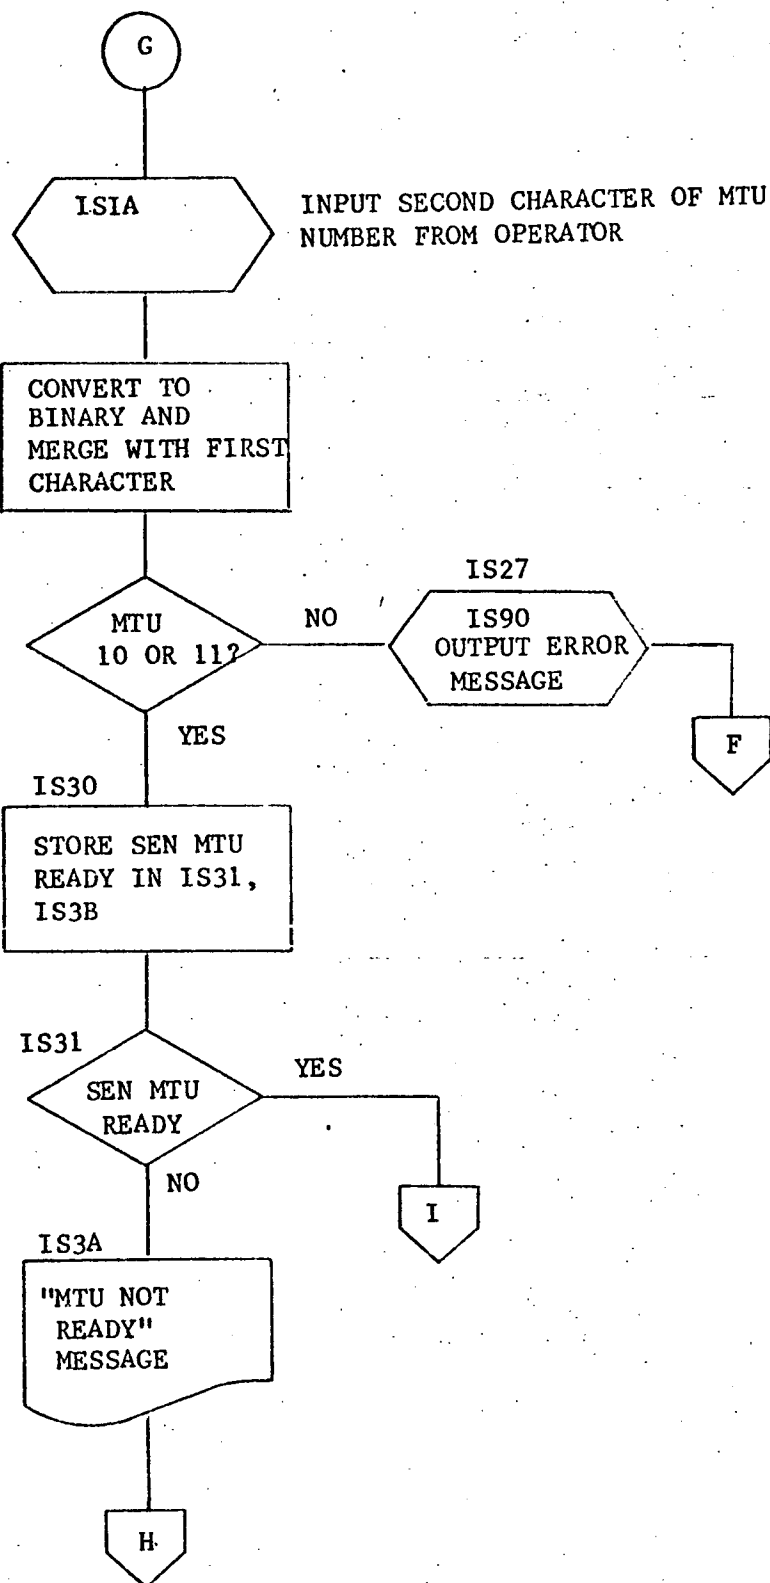 G
ISIA
INPUT SECOND CHARACTER OF MTU
NUMBER FROM OPERATOR
CONVERT TO
BINARY AND
MERGE WITH FIRST
CHARACTER
MTU
10 OR 11?
NO
IS27
IS90
OUTPUT ERROR
MESSAGE
F
YES
IS30
STORE SEN MTU
READY IN IS31,
IS3B
IS31
SEN MTU
READY
YES
I
NO
IS3A
"MTU NOT
READY"
MESSAGE
H